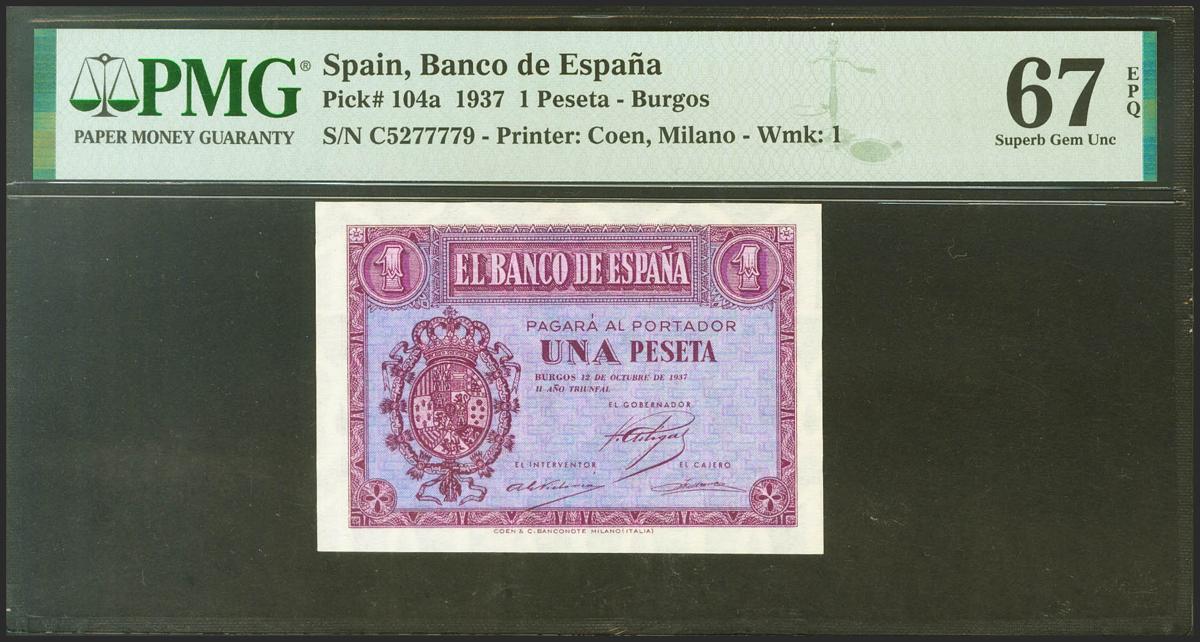 PMG®
PAPER MONEY GUARANTY
Spain, Banco de España
Pick# 104a 1937 1 Peseta - Burgos
S/N C5277779 - Printer: Coen, Milano - Wmk: 1
67
EPQ
Superb Gem Unc
1 EL BANCO DE ESPAÑA 1
PAGARÁ AL PORTADOR
UNA PESETA
BURGOS 12 DE OCTUBRE DE 1937
II AÑO TRIUNFAL
EL GOBERNADOR
EL INTERVENTOR
EL CAJERO
COEN & C. BANCONOTE MILANO (ITALIA)